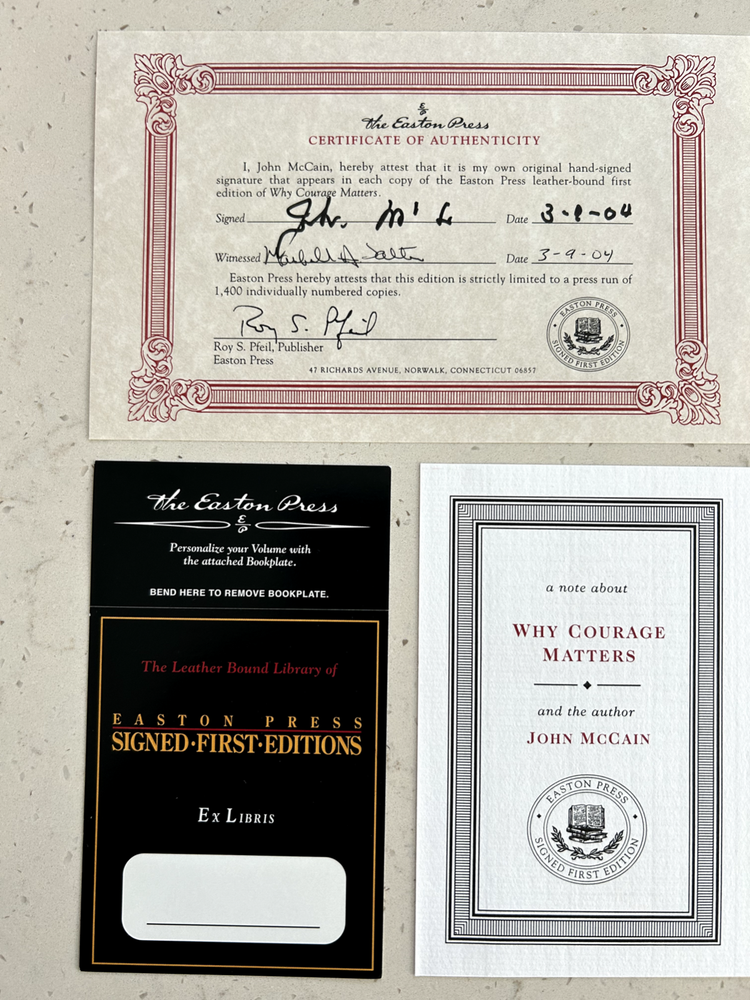 The Easton Press
CERTIFICATE OF AUTHENTICITY
I, John McCain, hereby attest that it is my own original hand-signed
signature that appears in each copy of the Easton Press leather-bound first
edition of Why Courage Matters.
Signed Date 3-9-04
Witnessed Date 3-9-04
Easton Press hereby attests that this edition is strictly limited to a press run of
1,400 individually numbered copies.
Roy S. Pfeil
Roy S. Pfeil, Publisher
Easton Press
EASTON PRESS
SIGNED FIRST EDITION
47 RICHARDS AVENUE, NORWALK, CONNECTICUT 06857
The Easton Press
Personalize your Volume with
the attached Bookplate.
BEND HERE TO REMOVE BOOKPLATE.
The Leather Bound Library of
EASTON PRESS
SIGNED·FIRST·EDITIONS
EX LIBRIS
a note about
WHY COURAGE
MATTERS
and the author
JOHN MCCAIN
EASTON PRESS
SIGNED FIRST EDITION